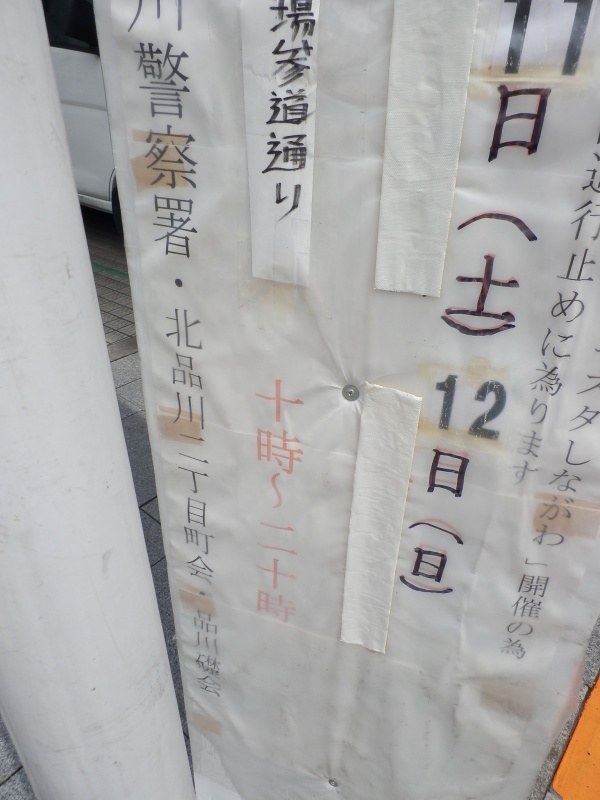 スタしながわ」開催の為
通行止めに為ります
11日(土)
12日(日)
十時～二十時
場参道通り
川警察署・北品川二丁目町会・品川礒会